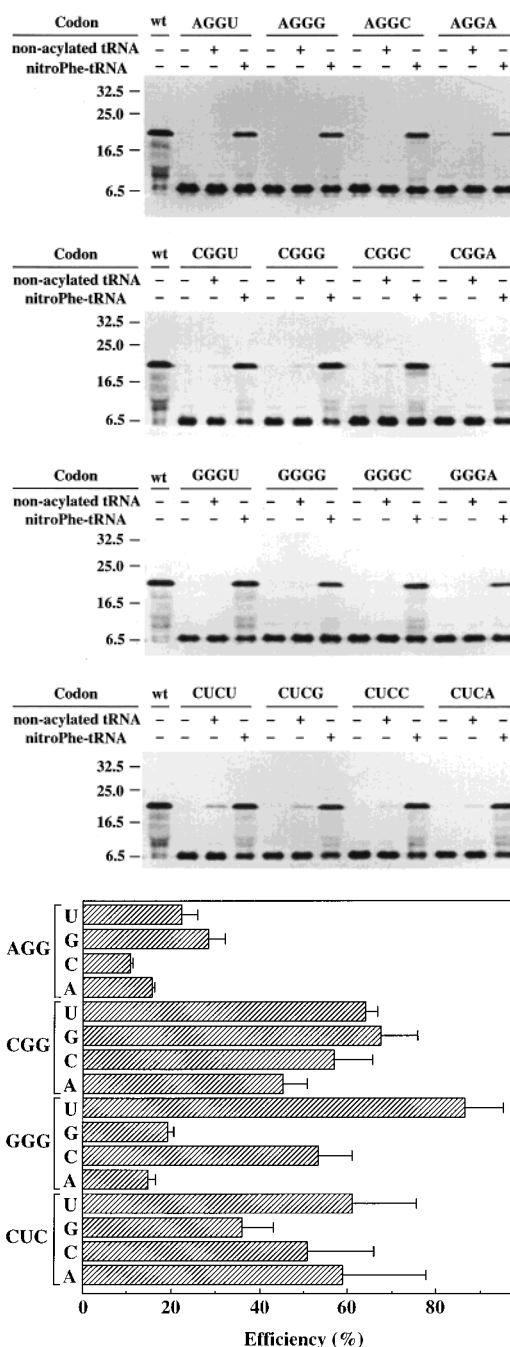 Codon wt AGGU AGGG AGGC AGGA
non-acylated tRNA – – + – – + – – + – – + –
nitroPhe-tRNA – – – + – – + – – + – – +
32.5
25.0
16.5
6.5
Codon wt CGGU CGGG CGGC CGGA
non-acylated tRNA – – + – – + – – + – – + –
nitroPhe-tRNA – – – + – – + – – + – – +
32.5
25.0
16.5
6.5
Codon wt GGGU GGGG GGGC GGGA
non-acylated tRNA – – + – – + – – + – – + –
nitroPhe-tRNA – – – + – – + – – + – – +
32.5
25.0
16.5
6.5
Codon wt CUCU CUCG CUCC CUCA
non-acylated tRNA – – + – – + – – + – – + –
nitroPhe-tRNA – – – + – – + – – + – – +
32.5
25.0
16.5
6.5
AGG
U
G
C
A
CGG
U
G
C
A
GGG
U
G
C
A
CUC
U
G
C
A
0 20 40 60 80
Efficiency (%)